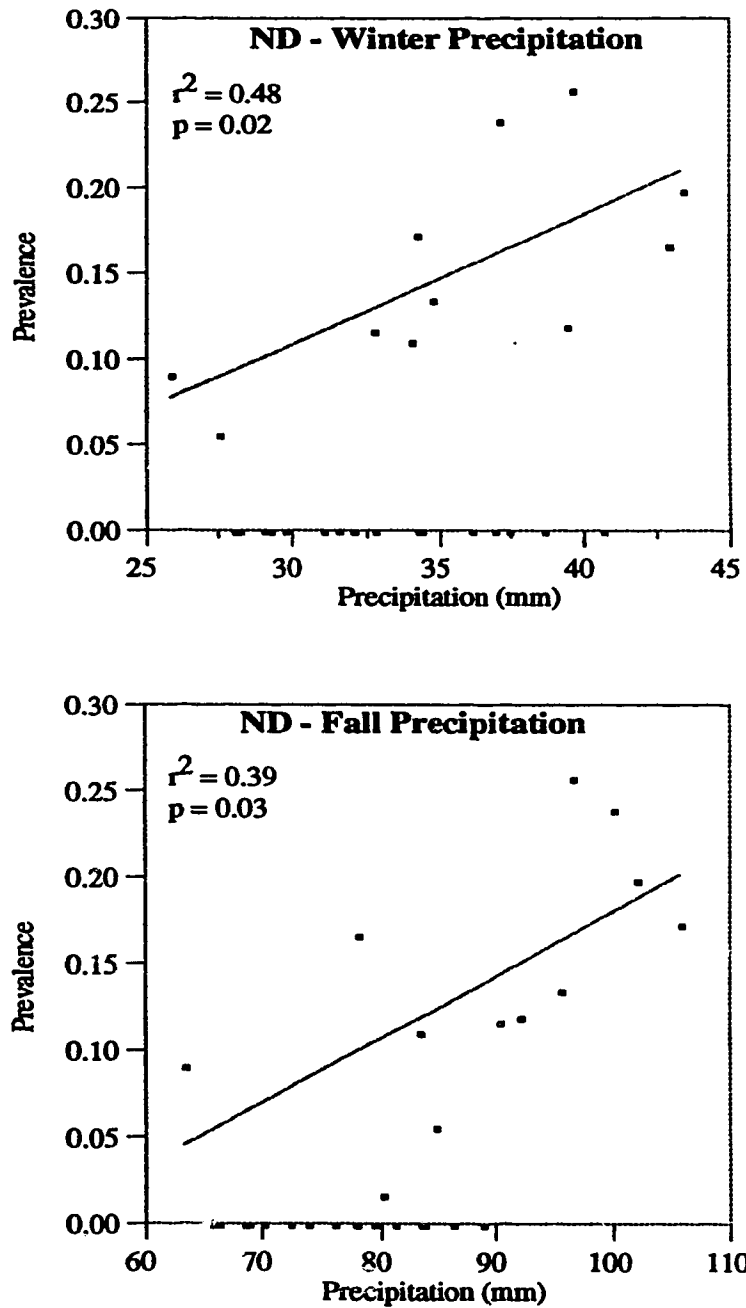 ND - Winter Precipitation
r² = 0.48
p = 0.02
0.30
0.25
0.20
0.15
0.10
0.05
0.00
Prevalence
25 30 35 40 45
Precipitation (mm)
ND - Fall Precipitation
r² = 0.39
p = 0.03
0.30
0.25
0.20
0.15
0.10
0.05
0.00
Prevalence
60 70 80 90 100 110
Precipitation (mm)